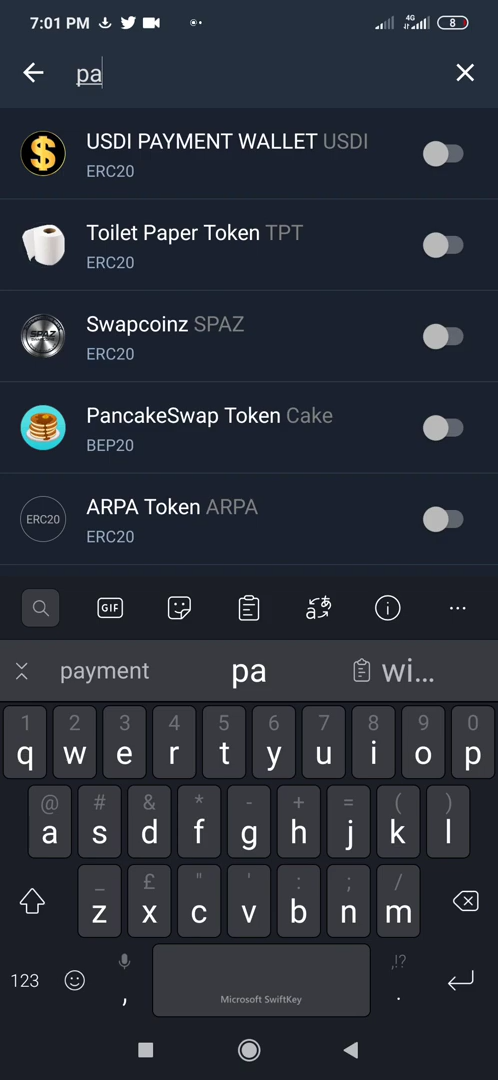 7:01 PM 4G 8
pa
USDI PAYMENT WALLET USDI
ERC20
Toilet Paper Token TPT
ERC20
SPAZ
Swapcoinz SPAZ
ERC20
PancakeSwap Token Cake
BEP20
ERC20
ARPA Token ARPA
ERC20
GIF
payment pa wi...
1 2 3 4 5 6 7 8 9 0
q w e r t y u i o p
@ # & * - + = ( )
a s d f g h j k l
_ £ " ' : ; /
z x c v b n m
,!?
123 , Microsoft SwiftKey .